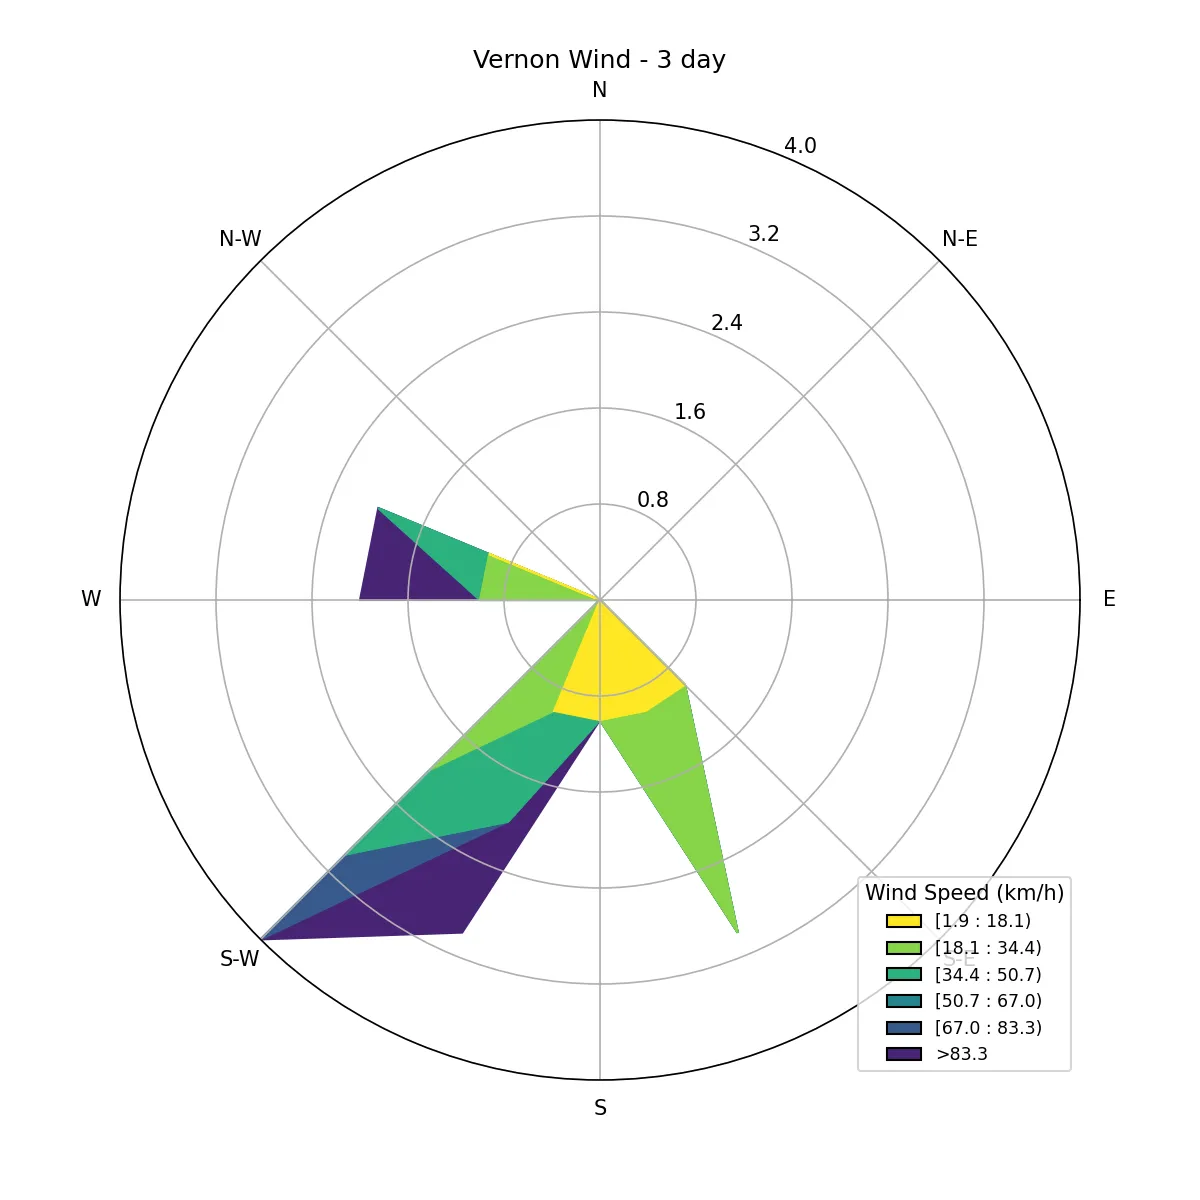 Vernon Wind - 3 day
N
4.0
N-W
N-E
3.2
2.4
1.6
0.8
W
E
S-W
S-E
S
Wind Speed (km/h)
[1.9 : 18.1)
[18.1 : 34.4)
[34.4 : 50.7)
[50.7 : 67.0)
[67.0 : 83.3)
>83.3